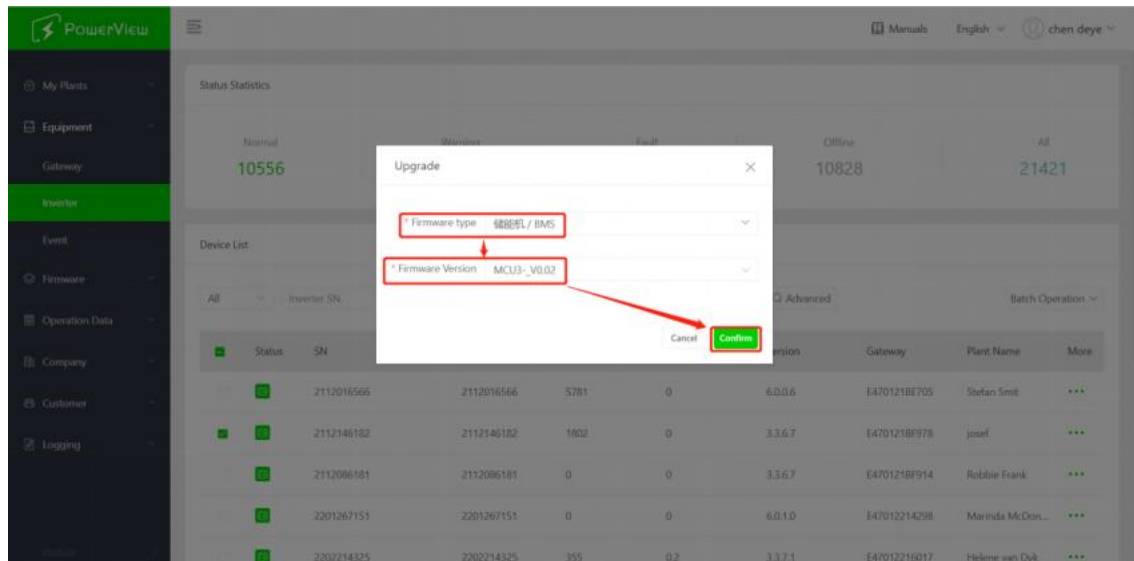 PowerView
Manuals English chen deye
My Plants
Equipment
Gateway
Inverter
Event
Firmware
Operation Data
Company
Customer
Logging
Status Statistics
Normal Warning Fault Offline All
10556 10828 21421
Upgrade
* Firmware type 储能机 / BMS
* Firmware Version MCU3-_V0.02
Cancel Confirm
Device List
All Inverter SN Advanced Batch Operation
Status SN Gateway Plant Name More
2112016566 2112016566 5781 0 6.0.0.6 E4701218E705 Stefan Smit
2112146182 2112146182 1802 0 3.3.6.7 E4701218F978 josef
2112086181 2112086181 0 0 3.3.6.7 E4701218F914 Robbie Frank
2201267151 2201267151 0 0 6.0.1.0 E47012214298 Marinda McDon...
2202214325 2202214325 355 0.2 3.3.7.1 E47012216017 Helene van Dyk